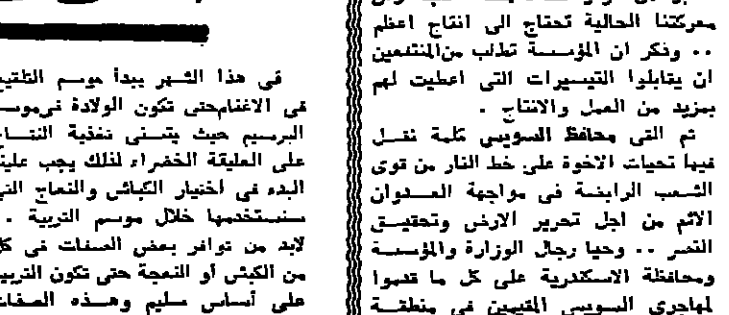 معركتنا الحالية تحتاج الى انتاج اعظم
.. وذكر ان المؤسسة تطلب من المنتفعين
ان يقابلوا التيسيرات التى اعطيت لهم
بمزيد من العمل والانتاج .
ثم القى محافظ السويس كلمة نقل
فيها تحيات الاخوة على خط النار من قوى
الشعب الرابضة فى مواجهة العدوان
الاثم من اجل تحرير الارض وتحقيق
النصر .. وحيا رجال الوزارة والمؤسسة
ومحافظة الاسكندرية على كل ما قدموا
لمهاجرى السويس المقيمين فى منطقة
فى هذا الشهر يبدأ موسم التلقيح
فى الاغنام حتى تكون الولادة فى موسم
البرسيم حيث يتسنى تغذية النتاج
على العليقة الخضراء لذلك يجب علينا
البدء فى أختيار الكباش والنعاج التى
سنستخدمها خلال موسم التربية .
لابد من توافر بعض الصفات فى كل
من الكبش أو النعجة حتى تكون التربية
على أساس سليم وهذه الصفات